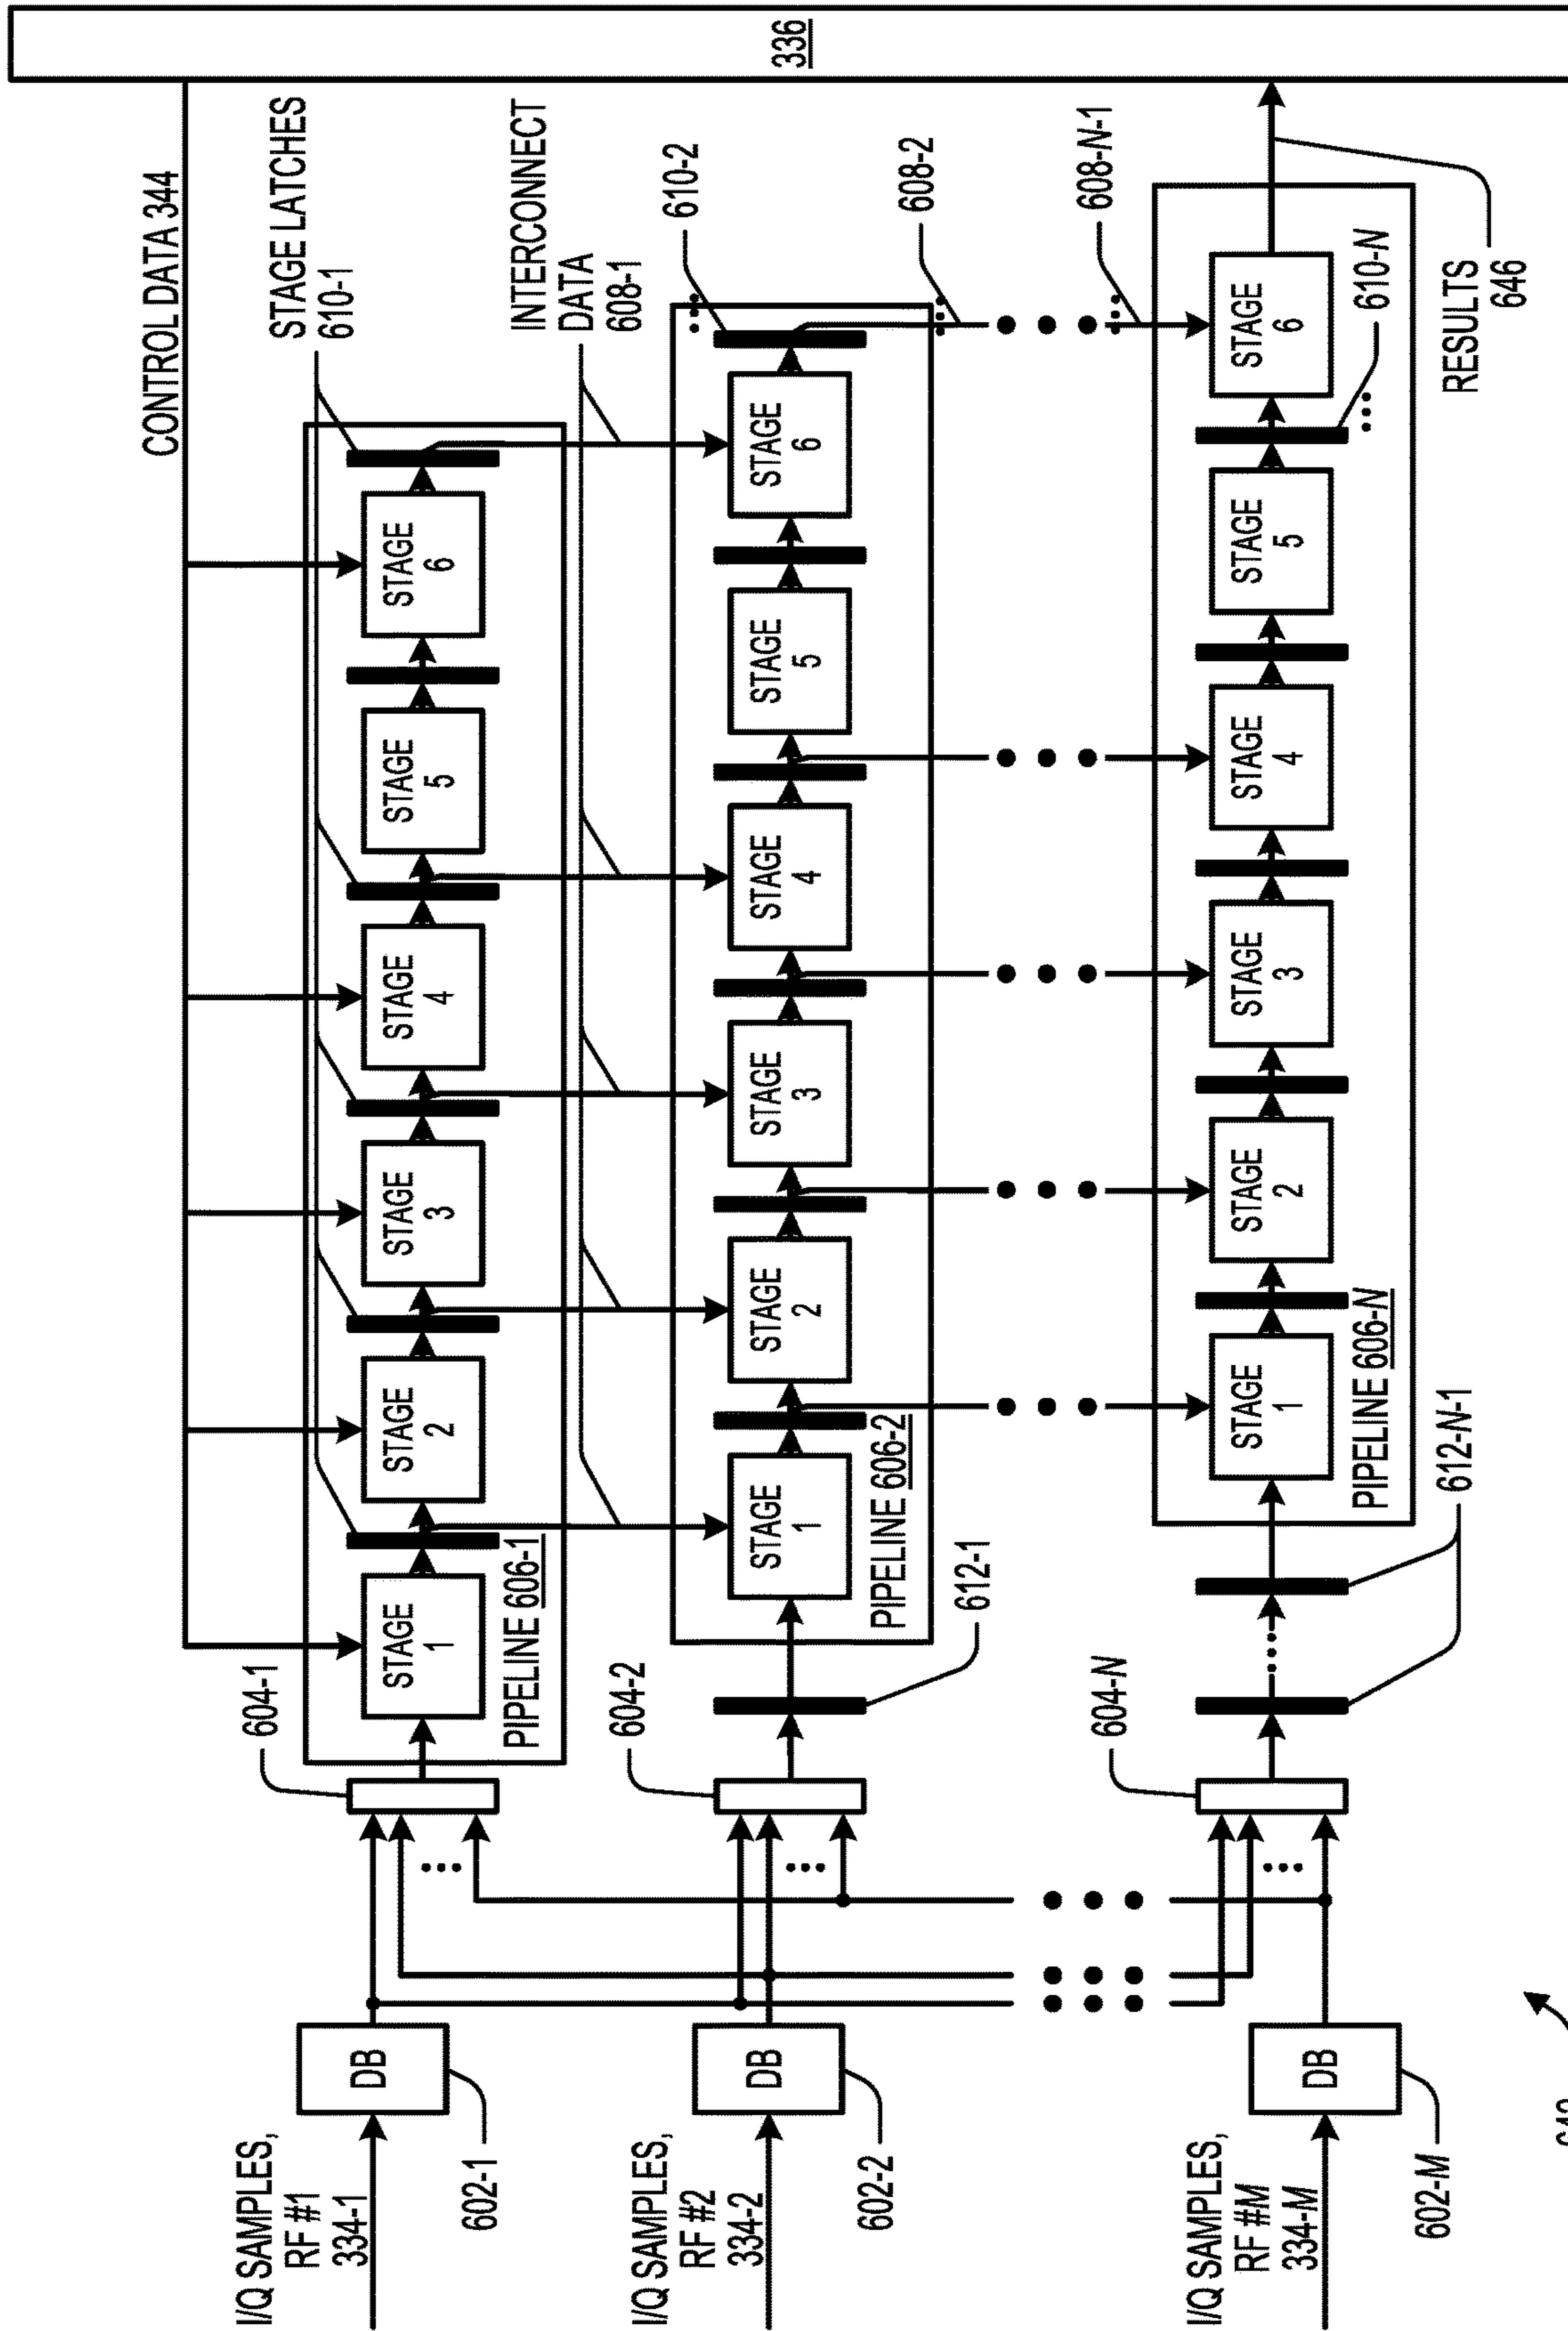 336
CONTROL DATA 344
STAGE LATCHES
610-1
INTERCONNECT
DATA
608-1
610-2
608-2
608-N-1
604-1
STAGE
1
STAGE
2
STAGE
3
STAGE
4
STAGE
5
STAGE
6
PIPELINE 606-1
604-2
612-1
STAGE
1
STAGE
2
STAGE
3
STAGE
4
STAGE
5
STAGE
6
PIPELINE 606-2
604-N
612-N-1
STAGE
1
STAGE
2
STAGE
3
STAGE
4
STAGE
5
STAGE
6
PIPELINE 606-N
610-N
RESULTS
646
I/Q SAMPLES,
RF #1
334-1
DB
602-1
I/Q SAMPLES,
RF #2
334-2
DB
602-2
I/Q SAMPLES,
RF #M
334-M
DB
602-M